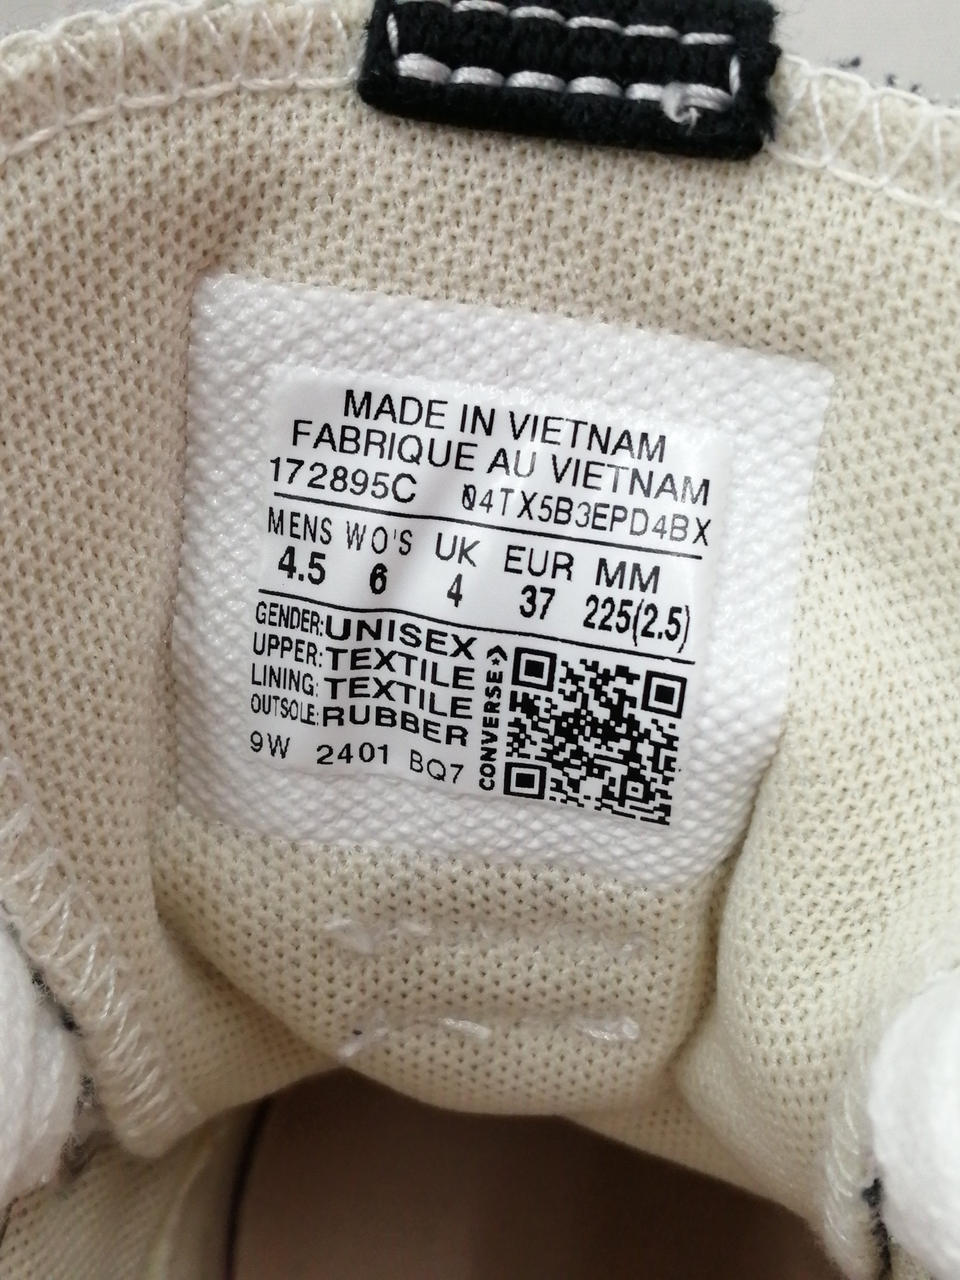 MADE IN VIETNAM
FABRIQUE AU VIETNAM
172895C 04TX5B3EPD4BX
MENS WO'S UK EUR MM
4.5 6 4 37 225(2.5)
GENDER:UNISEX
UPPER:TEXTILE
LINING:TEXTILE
OUTSOLE:RUBBER
9W 2401 BQ7
CONVERSE